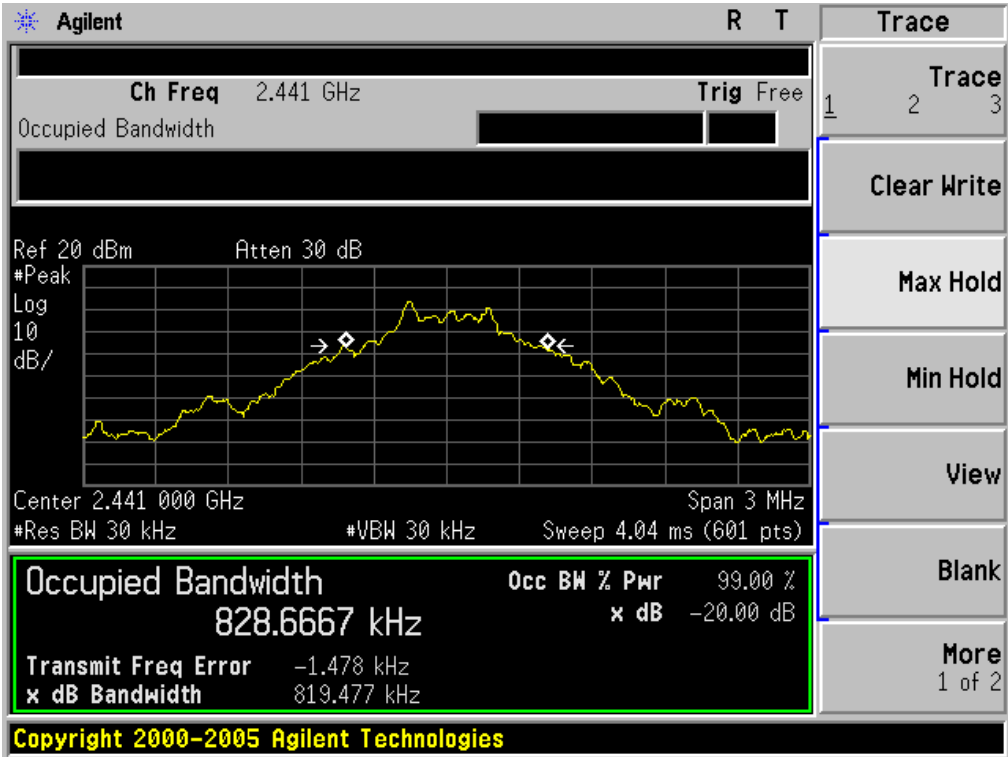 Agilent R T Trace
Ch Freq 2.441 GHz Trig Free
Occupied Bandwidth
Trace
1 2 3
Clear Write
Max Hold
Min Hold
View
Blank
More
1 of 2
Ref 20 dBm Atten 30 dB
#Peak
Log
10
dB/
Center 2.441 000 GHz Span 3 MHz
#Res BW 30 kHz #VBW 30 kHz Sweep 4.04 ms (601 pts)
Occupied Bandwidth Occ BW % Pwr 99.00 %
828.6667 kHz x dB -20.00 dB
Transmit Freq Error -1.478 kHz
x dB Bandwidth 819.477 kHz
Copyright 2000-2005 Agilent Technologies